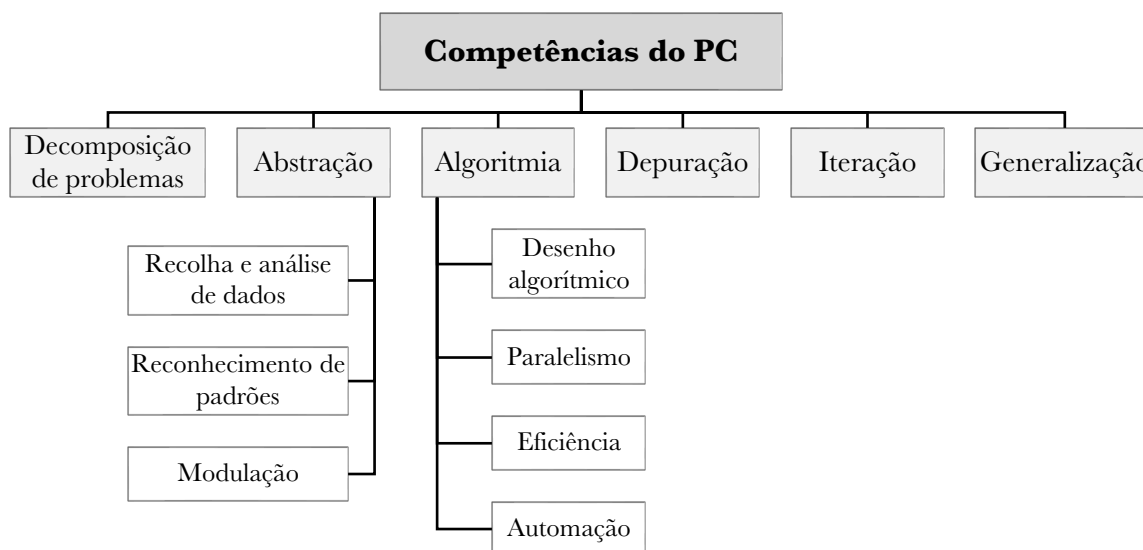 Competências do PC
Decomposição
de problemas
Abstração
Algoritmia
Depuração
Iteração
Generalização
Recolha e análise
de dados
Reconhecimento de
padrões
Modulação
Desenho
algorítmico
Paralelismo
Eficiência
Automação